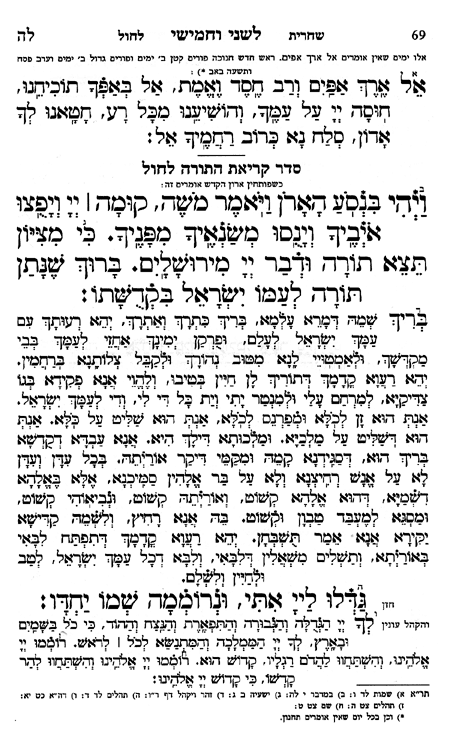 69 שחרית לשני וחמישי לחול לה
אלו ימים שאין אומרים אל ארך אפים. ראש חדש חנוכה פורים קטן ב׳ ימים ופורים גדול ב׳ ימים וערב פסח
ותשעה באב *) :
אֵל אֶרֶךְ אַפַּיִם וְרַב חֶסֶד וֶאֱמֶת, אַל בְּאַפְּךָ תוֹכִיחֵנוּ,
חוּסָה יְיָ עַל עַמֶּךָ, וְהוֹשִׁיעֵנוּ מִכָּל רָע, חָטָאנוּ לְךָ
אָדוֹן, סְלַח נָא כְּרוֹב רַחֲמֶיךָ אֵל:
סדר קריאת התורה לחול
כשפותחין ארון הקדש אומרים זה:
וַיְהִי בִּנְסֹעַ הָאָרֹן וַיֹּאמֶר מֹשֶׁה, קוּמָה | יְיָ וְיָפֻצוּ
אֹיְבֶיךָ וְיָנֻסוּ מְשַׂנְאֶיךָ מִפָּנֶיךָ. כִּי מִצִּיּוֹן
תֵּצֵא תוֹרָה וּדְבַר יְיָ מִירוּשָׁלָיִם. בָּרוּךְ שֶׁנָּתַן
תּוֹרָה לְעַמּוֹ יִשְׂרָאֵל בִּקְדֻשָּׁתוֹ:
בְּרִיךְ שְׁמֵהּ דְּמָרֵא עָלְמָא, בְּרִיךְ כִּתְרָךְ וְאַתְרָךְ, יְהֵא רְעוּתָךְ עִם
עַמָּךְ יִשְׂרָאֵל לְעָלַם, וּפֻרְקַן יְמִינָךְ אַחֲזֵי לְעַמָּךְ בְּבֵי
מִקְדְּשָׁךְ, וּלְאַמְטוּיֵי לָנָא מִטּוּב נְהוֹרָךְ וּלְקַבֵּל צְלוֹתָנָא בְּרַחֲמִין.
יְהֵא רַעֲוָא קֳדָמָךְ דְּתוֹרִיךְ לָן חַיִּין בְּטִיבוּ, וְלֶהֱוֵי אֲנָא פְקִידָא בְּגוֹ
צַדִּיקַיָּא, לְמִרְחַם עָלַי וּלְמִנְטַר יָתִי וְיַת כָּל דִּי לִי, וְדִי לְעַמָּךְ יִשְׂרָאֵל.
אַנְתְּ הוּא זָן לְכֹלָּא וּמְפַרְנֵס לְכֹלָּא, אַנְתְּ הוּא שַׁלִּיט עַל כֹּלָּא. אַנְתְּ
הוּא דְּשַׁלִּיט עַל מַלְכַיָּא, וּמַלְכוּתָא דִּילָךְ הִיא. אֲנָא עַבְדָּא דְקֻדְשָׁא
בְּרִיךְ הוּא, דְּסָגִידְנָא קַמֵּהּ וּמִקַּמֵּי דִּיקַר אוֹרַיְתֵהּ. בְּכָל עִדָּן וְעִדָּן
לָא עַל אֱנָשׁ רָחִיצְנָא וְלָא עַל בַּר אֱלָהִין סָמִיכְנָא, אֶלָּא בֶּאֱלָהָא
דִשְׁמַיָּא, דְּהוּא אֱלָהָא קְשׁוֹט, וְאוֹרַיְתֵהּ קְשׁוֹט, וּנְבִיאוֹהִי קְשׁוֹט,
וּמַסְגֵּא לְמֶעְבַּד טַבְוָן וּקְשׁוֹט. בֵּהּ אֲנָא רָחִיץ, וְלִשְׁמֵהּ קַדִּישָׁא
יַקִּירָא אֲנָא אֵמַר תֻּשְׁבְּחָן. יְהֵא רַעֲוָא קֳדָמָךְ דְּתִפְתַּח לִבָּאִי
בְּאוֹרַיְתָא, וְתַשְׁלִים מִשְׁאֲלִין דְּלִבָּאִי, וְלִבָּא דְכָל עַמָּךְ יִשְׂרָאֵל, לְטַב
וּלְחַיִּין וְלִשְׁלָם.
חזן גַּדְּלוּ לַיְיָ אִתִּי, וּנְרוֹמְמָה שְׁמוֹ יַחְדָּו:
והקהל עונין לְךָ יְיָ הַגְּדֻלָּה וְהַגְּבוּרָה וְהַתִּפְאֶרֶת וְהַנֵּצַח וְהַהוֹד, כִּי כֹל בַּשָּׁמַיִם
וּבָאָרֶץ, לְךָ יְיָ הַמַּמְלָכָה וְהַמִּתְנַשֵּׂא לְכֹל | לְרֹאשׁ. רוֹמְמוּ יְיָ
אֱלֹהֵינוּ, וְהִשְׁתַּחֲווּ לַהֲדֹם רַגְלָיו, קָדוֹשׁ הוּא. רוֹמְמוּ יְיָ אֱלֹהֵינוּ וְהִשְׁתַּחֲווּ לְהַר
קָדְשׁוֹ, כִּי קָדוֹשׁ יְיָ אֱלֹהֵינוּ.
תר״א א) שמות לד ו: ב) במדבר י לה: ג) ישעיה ב ג: ד) זהר ויקהל דף ר״ו: ה) תהלים לד ד: ו) דה״א כט יא:
ז) תהלים צט ה: ח) שם צט ט:
*) וכן בכל יום שאין אומרים תחנון.